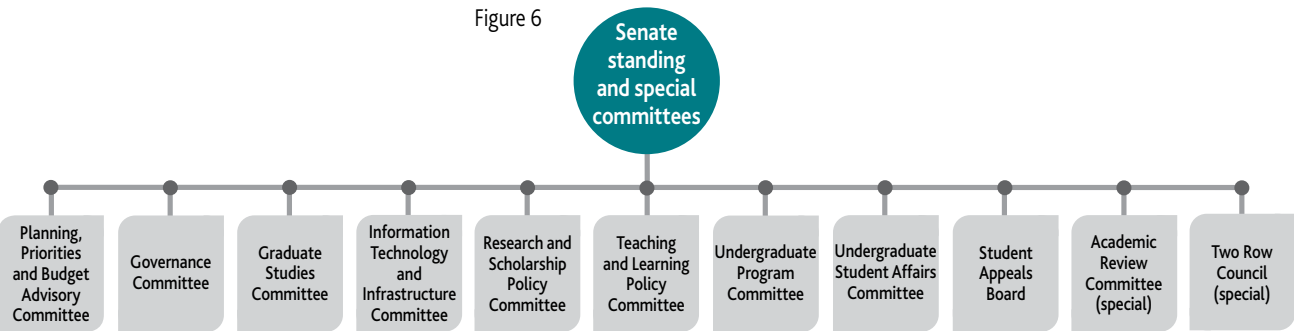 Figure 6
Senate
standing
and special
committees
Planning,
Priorities
and Budget
Advisory
Committee
Governance
Committee
Graduate
Studies
Committee
Information
Technology
and
Infrastructure
Committee
Research and
Scholarship
Policy
Committee
Teaching
and Learning
Policy
Committee
Undergraduate
Program
Committee
Undergraduate
Student Affairs
Committee
Student
Appeals
Board
Academic
Review
Committee
(special)
Two Row
Council
(special)